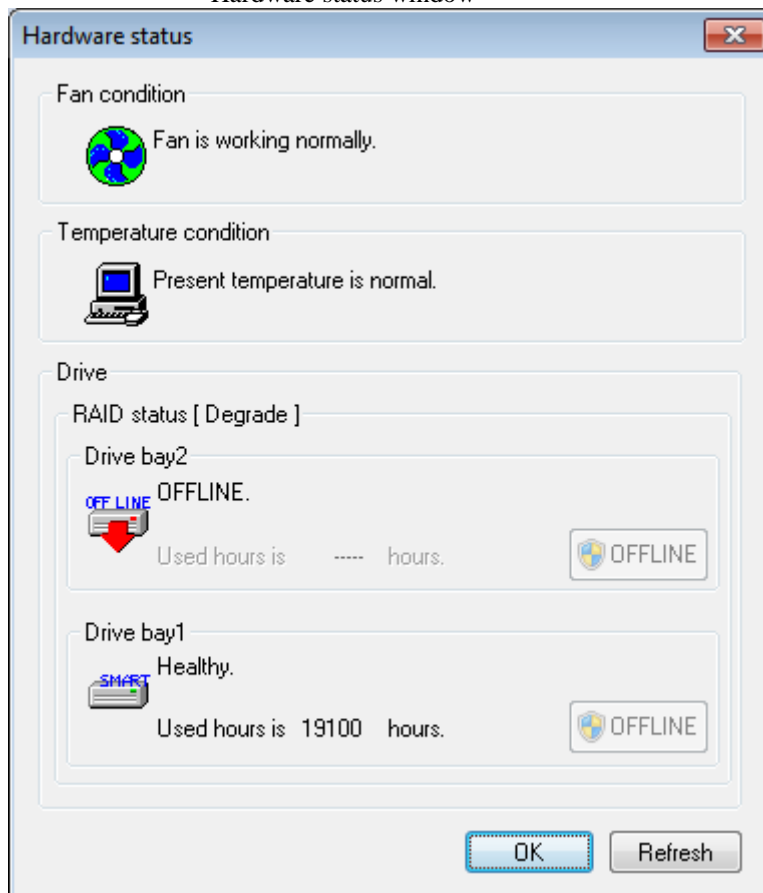 Hardware status window
Hardware status
Fan condition
Fan is working normally.
Temperature condition
Present temperature is normal.
Drive
RAID status [ Degrade ]
Drive bay2
OFF LINE
OFFLINE.
Used hours is ----- hours.
OFFLINE
Drive bay1
SMART
Healthy.
Used hours is 19100 hours.
OFFLINE
OK
Refresh